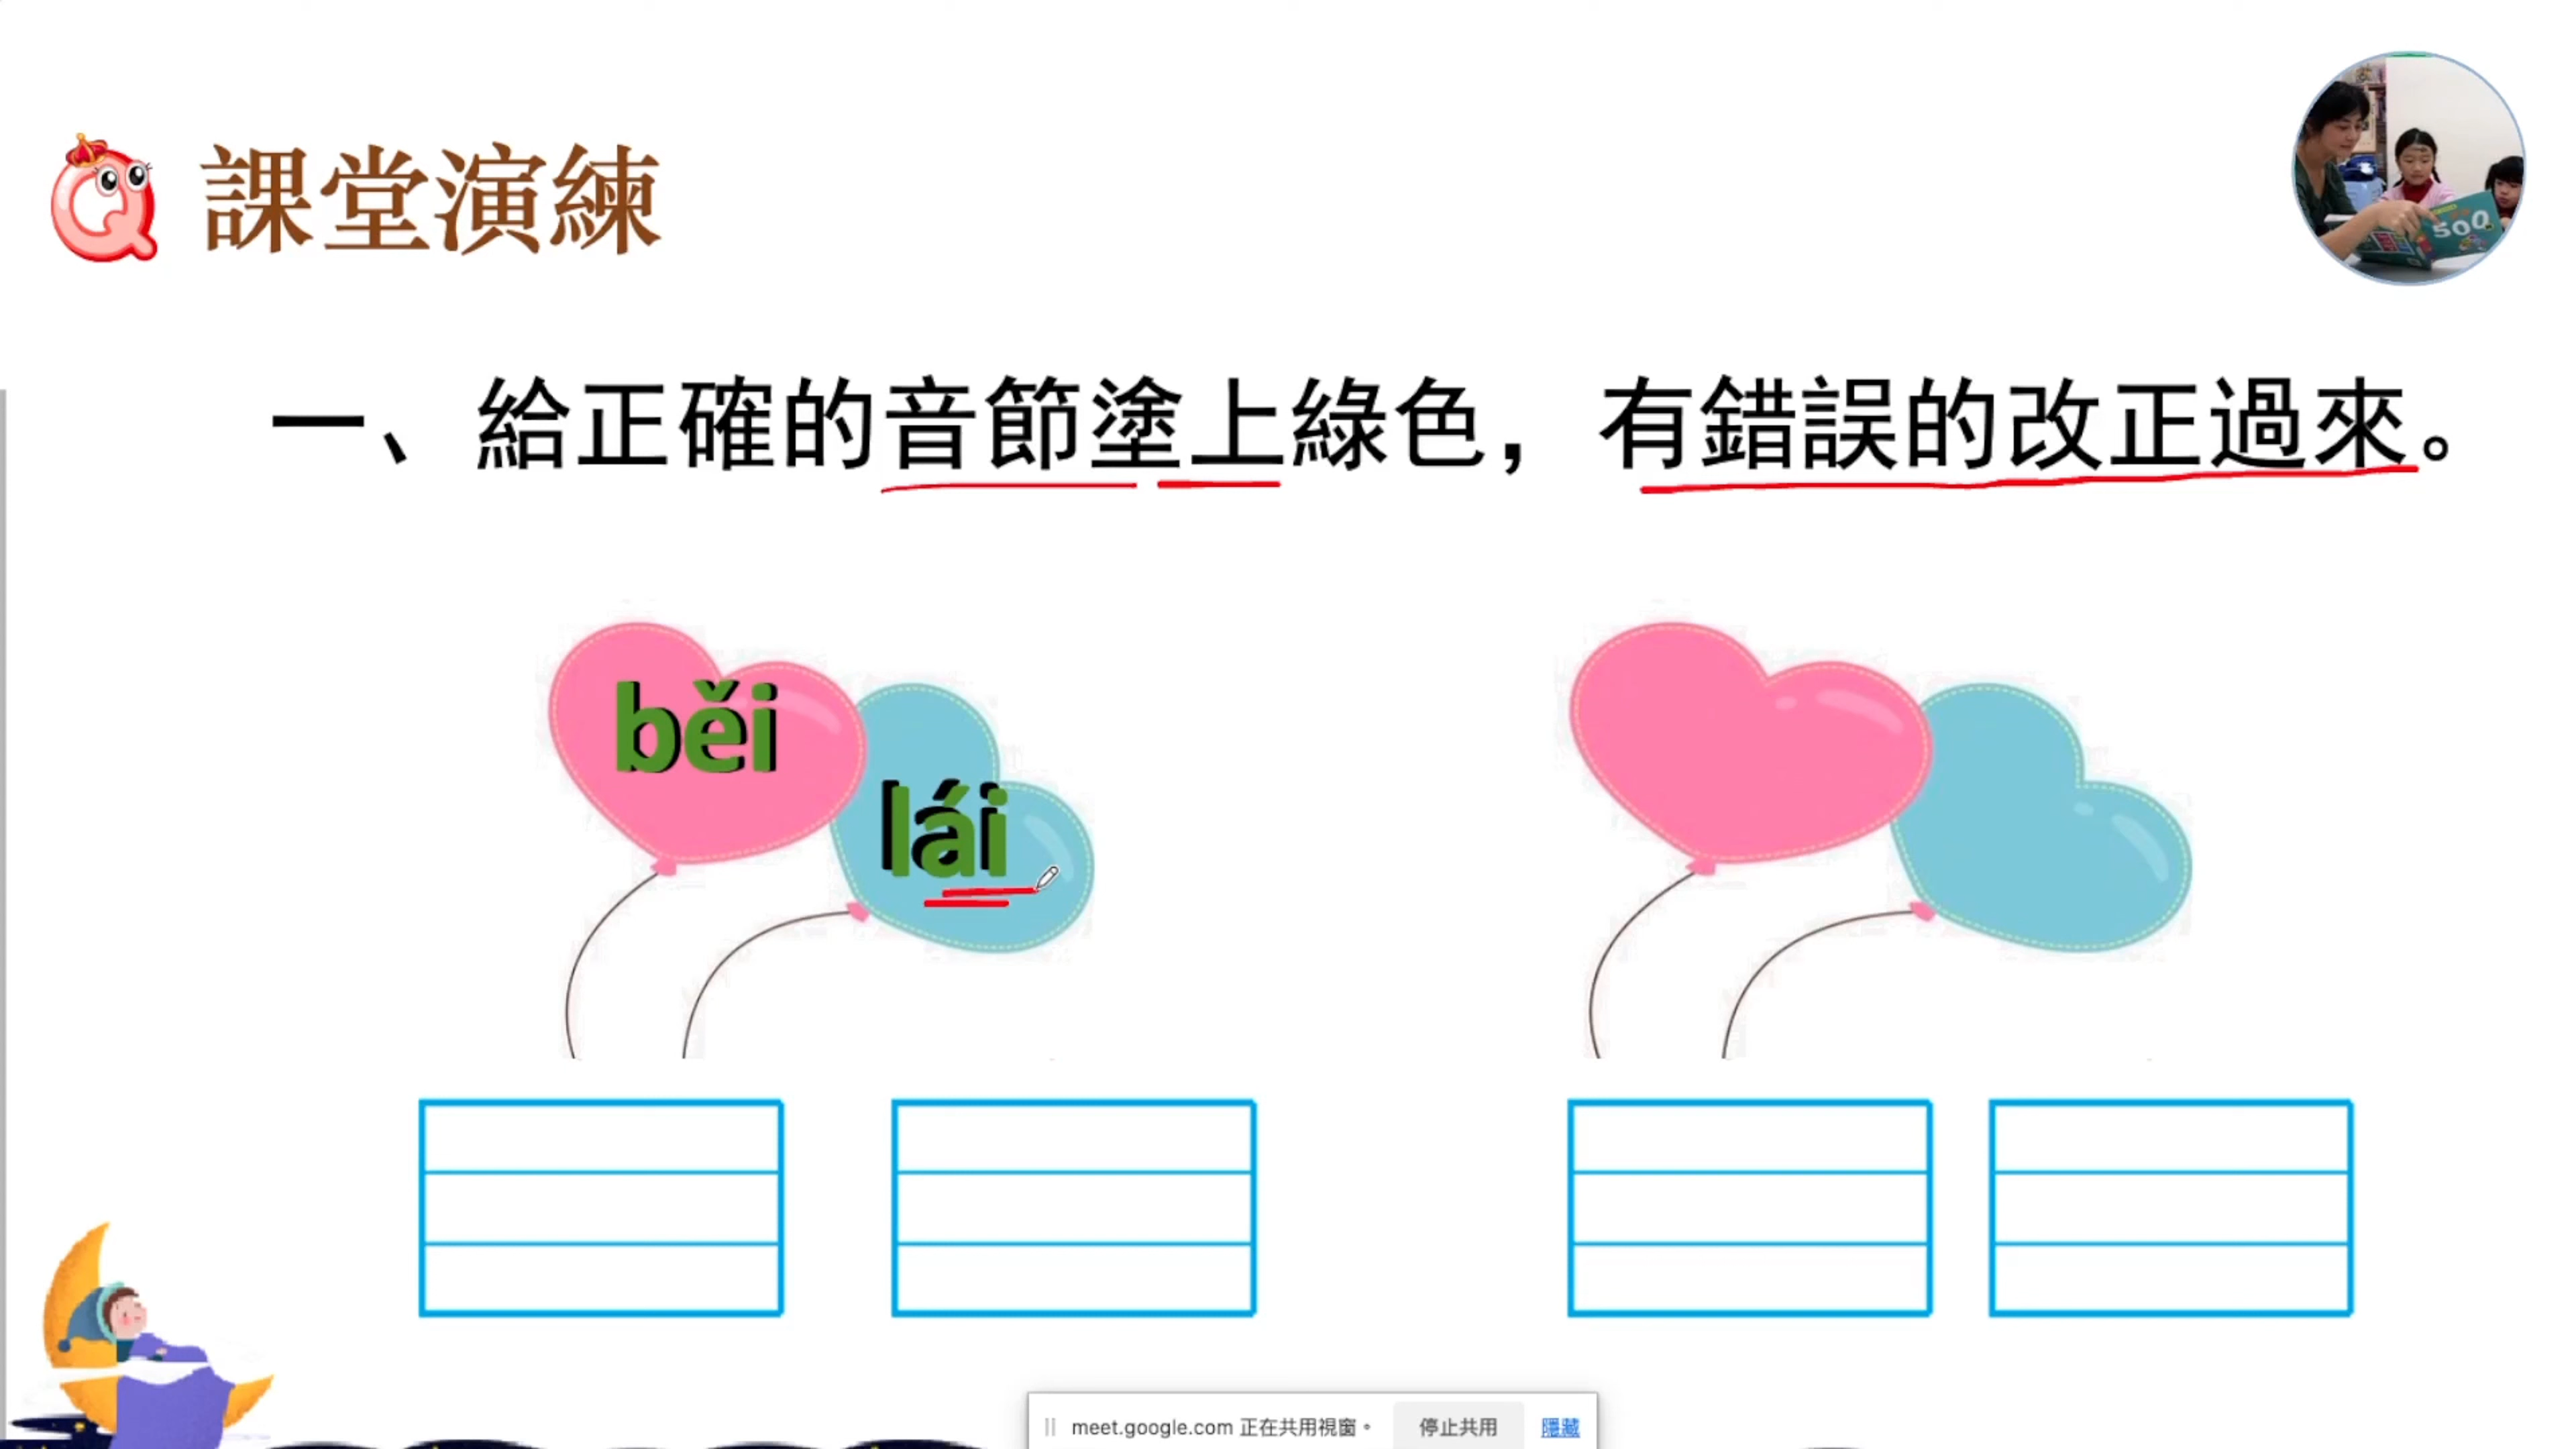 課堂演練
500
一、給正確的音節塗上綠色，有錯誤的改正過來。
běi
lái
meet.google.com 正在共用視窗。 停止共用 隱藏